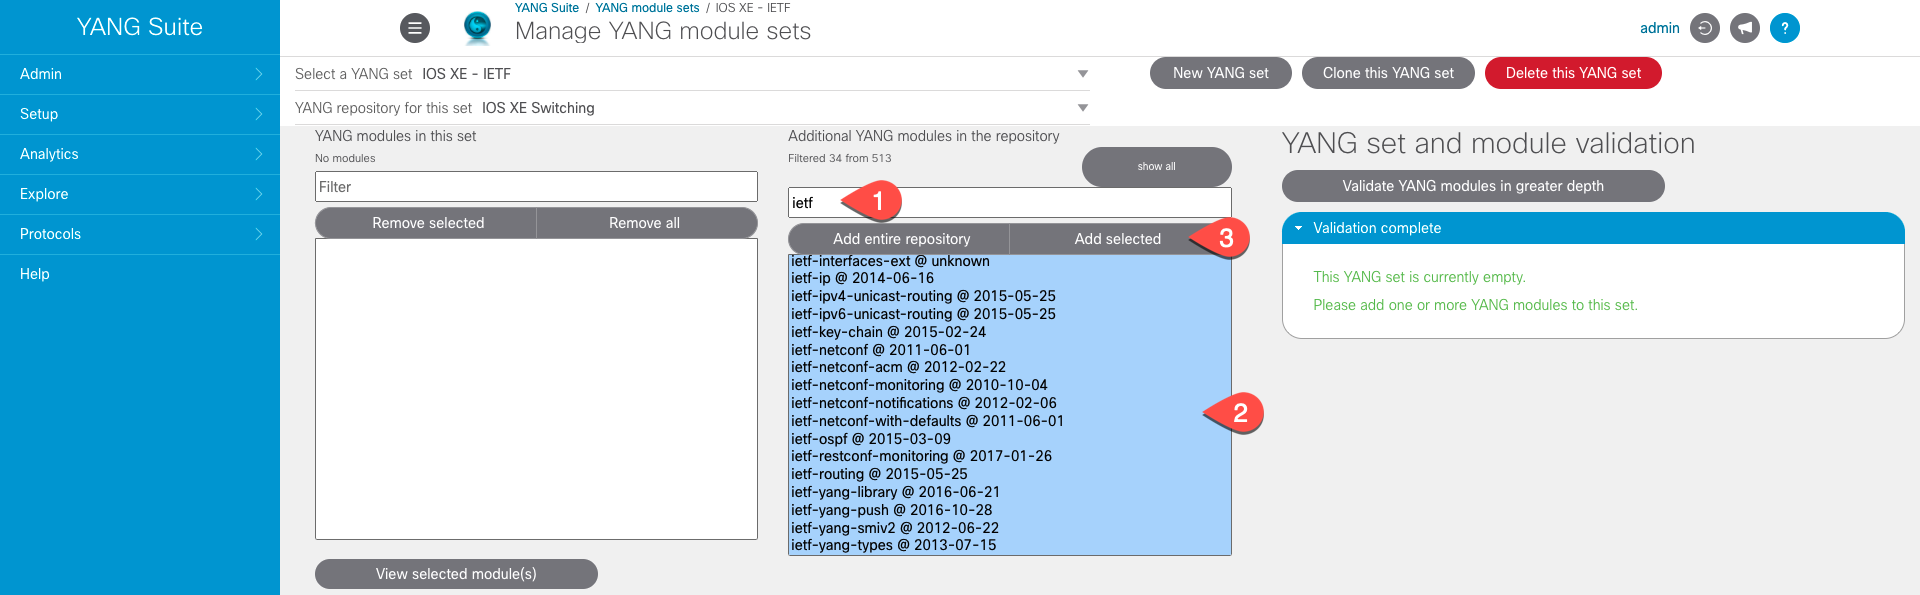 YANG Suite
Admin
Setup
Analytics
Explore
Protocols
Help
YANG Suite / YANG module sets / IOS XE - IETF
Manage YANG module sets
admin
?
Select a YANG set IOS XE - IETF
YANG repository for this set IOS XE Switching
New YANG set
Clone this YANG set
Delete this YANG set
YANG modules in this set
No modules
Filter
Remove selected
Remove all
View selected module(s)
Additional YANG modules in the repository
Filtered 34 from 513
show all
ietf
1
Add entire repository
Add selected
3
ietf-interfaces-ext @ unknown
ietf-ip @ 2014-06-16
ietf-ipv4-unicast-routing @ 2015-05-25
ietf-ipv6-unicast-routing @ 2015-05-25
ietf-key-chain @ 2015-02-24
ietf-netconf @ 2011-06-01
ietf-netconf-acm @ 2012-02-22
ietf-netconf-monitoring @ 2010-10-04
ietf-netconf-notifications @ 2012-02-06
ietf-netconf-with-defaults @ 2011-06-01
ietf-ospf @ 2015-03-09
ietf-restconf-monitoring @ 2017-01-26
ietf-routing @ 2015-05-25
ietf-yang-library @ 2016-06-21
ietf-yang-push @ 2016-10-28
ietf-yang-smiv2 @ 2012-06-22
ietf-yang-types @ 2013-07-15
2
YANG set and module validation
Validate YANG modules in greater depth
Validation complete
This YANG set is currently empty.
Please add one or more YANG modules to this set.